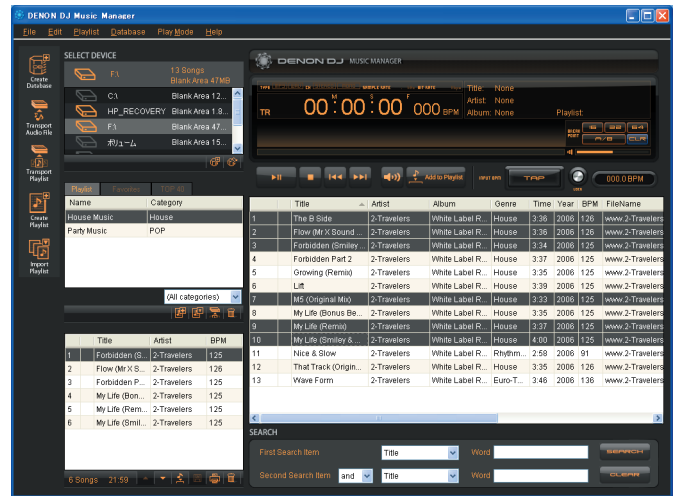 DENON DJ Music Manager
File Edit Playlist Database Play Mode Help
Create Database
Transport Audio File
Transport Playlist
Create Playlist
Import Playlist
SELECT DEVICE
F:\ 13 Songs
Blank Area 47MB
C:\ Blank Area 12...
HP_RECOVERY Blank Area 1.8...
F:\ Blank Area 47...
ボリューム Blank Area 15...
Playlist Favorites TOP 40
Name Category
House Music House
Party Music POP
(All categories)
Title Artist BPM
1 Forbidden (S... 2-Travelers 125
2 Flow (Mr X S... 2-Travelers 126
3 Forbidden P... 2-Travelers 125
4 My Life (Bon... 2-Travelers 125
5 My Life (Rem... 2-Travelers 125
6 My Life (Smil... 2-Travelers 125
6 Songs 21:59
DENON DJ MUSIC MANAGER
Title: None
Artist: None
Album: None
M S F
TR 00:00:00 000 BPM
Playlist:
BREAK POINT 16 32 64
A/B CLR
Add to Playlist
INPUT BPM TAP
000.0 BPM
Title Artist Album Genre Time Year BPM FileName
1 The B Side 2-Travelers White Label R... House 3:36 2006 126 www.2-Travelers
2 Flow (Mr X Sound ... 2-Travelers White Label R... House 3:36 2006 126 www.2-Travelers
3 Forbidden (Smiley ... 2-Travelers White Label R... House 3:34 2006 125 www.2-Travelers
4 Forbidden Part 2 2-Travelers White Label R... House 3:37 2006 125 www.2-Travelers
5 Growing (Remix) 2-Travelers White Label R... House 3:35 2006 125 www.2-Travelers
6 Lift 2-Travelers White Label R... House 3:39 2006 125 www.2-Travelers
7 M5 (Original Mix) 2-Travelers White Label R... House 3:33 2006 125 www.2-Travelers
8 My Life (Bonus Be... 2-Travelers White Label R... House 3:35 2006 125 www.2-Travelers
9 My Life (Remix) 2-Travelers White Label R... House 3:37 2006 125 www.2-Travelers
10 My Life (Smiley &... 2-Travelers White Label R... House 4:00 2006 125 www.2-Travelers
11 Nice & Slow 2-Travelers White Label R... Rhythm... 2:58 2006 91 www.2-Travelers
12 That Track (Origin... 2-Travelers White Label R... House 3:35 2006 126 www.2-Travelers
13 Wave Form 2-Travelers White Label R... Euro-T... 3:46 2006 136 www.2-Travelers
SEARCH
First Search Item Title Word SEARCH
Second Search Item and Title Word CLEAR